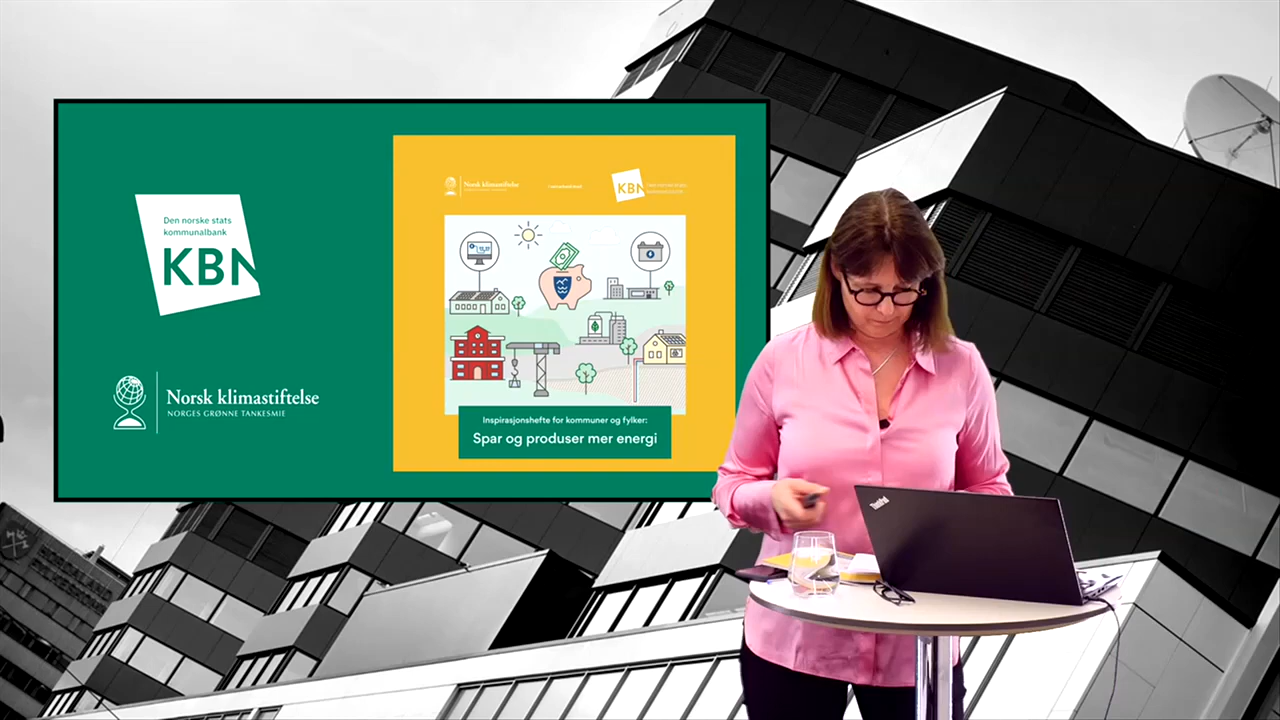 Den norske stats
kommunalbank
KBN
Norsk klimastiftelse
NORGES GRØNNE TANKESMIE
Norsk klimastiftelse
KBN
Inspirasjonshefte for kommuner og fylker:
Spar og produser mer energi
ThinkPad